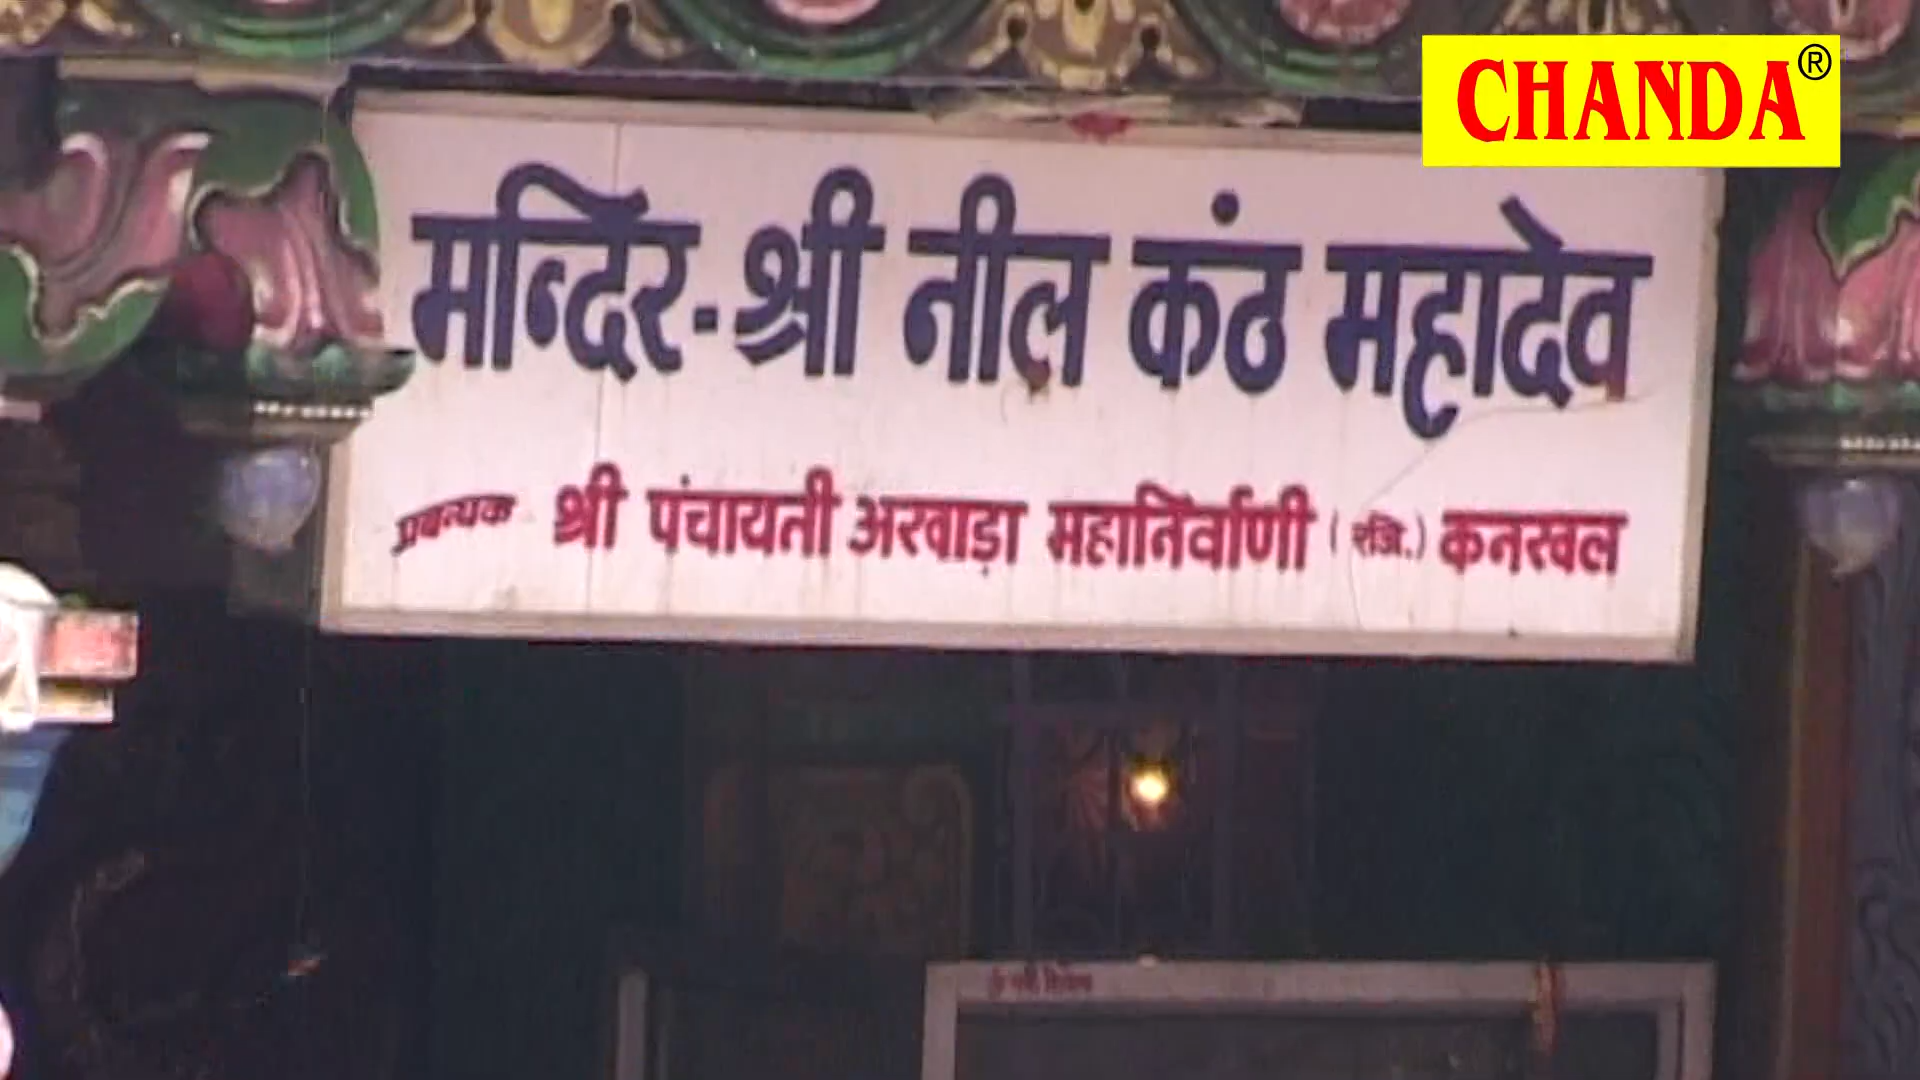 CHANDA®
मन्दिर - श्री नील कंठ महादेव
प्रबन्धक श्री पंचायती अखाड़ा महानिर्वाणी (रजि.) कनखल